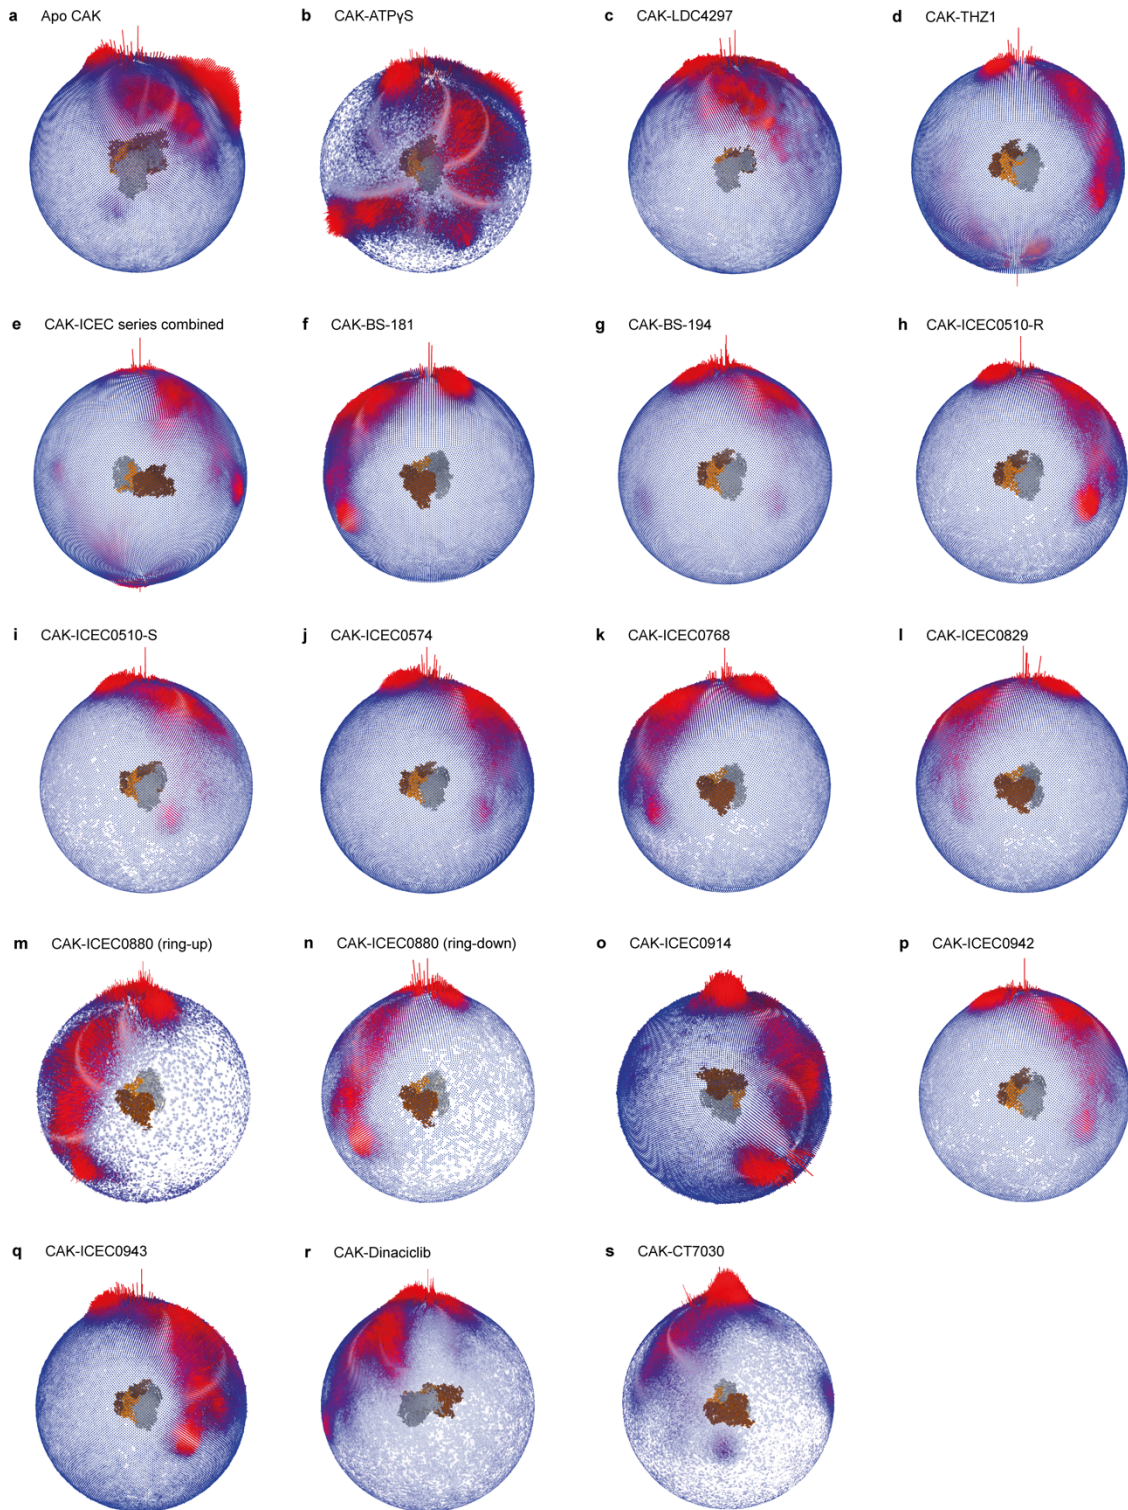 a Apo CAK
b CAK-ATPγS
c CAK-LDC4297
d CAK-THZ1
e CAK-ICEC series combined
f CAK-BS-181
g CAK-BS-194
h CAK-ICEC0510-R
i CAK-ICEC0510-S
j CAK-ICEC0574
k CAK-ICEC0768
l CAK-ICEC0829
m CAK-ICEC0880 (ring-up)
n CAK-ICEC0880 (ring-down)
o CAK-ICEC0914
p CAK-ICEC0942
q CAK-ICEC0943
r CAK-Dinaciclib
s CAK-CT7030